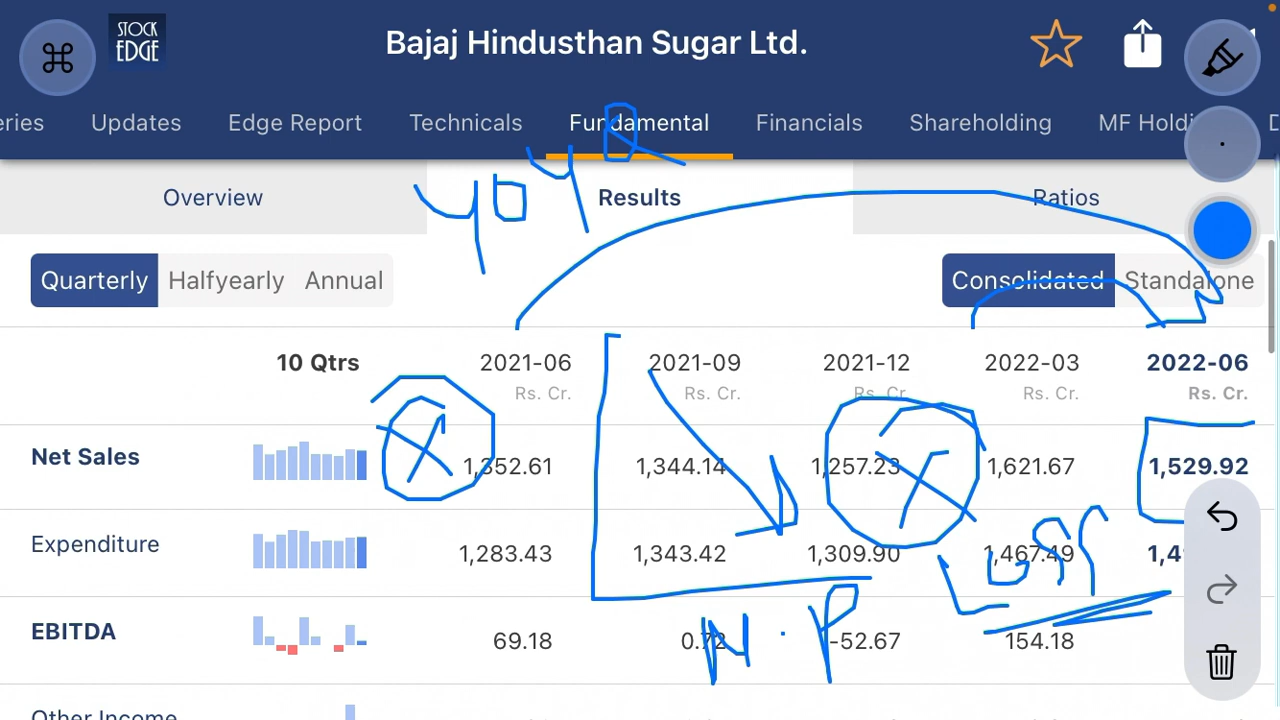 STOCK
EDGE
Bajaj Hindusthan Sugar Ltd.
eries Updates Edge Report Technicals Fundamental Financials Shareholding MF Holdi
Overview Results Ratios
Quarterly Halfyearly Annual Consolidated Standalone
10 Qtrs 2021-06 2021-09 2021-12 2022-03 2022-06
Rs. Cr. Rs. Cr. Rs. Cr. Rs. Cr. Rs. Cr.
Net Sales 1,352.61 1,344.14 1,257.23 1,621.67 1,529.92
Expenditure 1,283.43 1,343.42 1,309.90 1,467.49
Loss
EBITDA 69.18 0.72 -52.67 154.18
N.P
Other Income